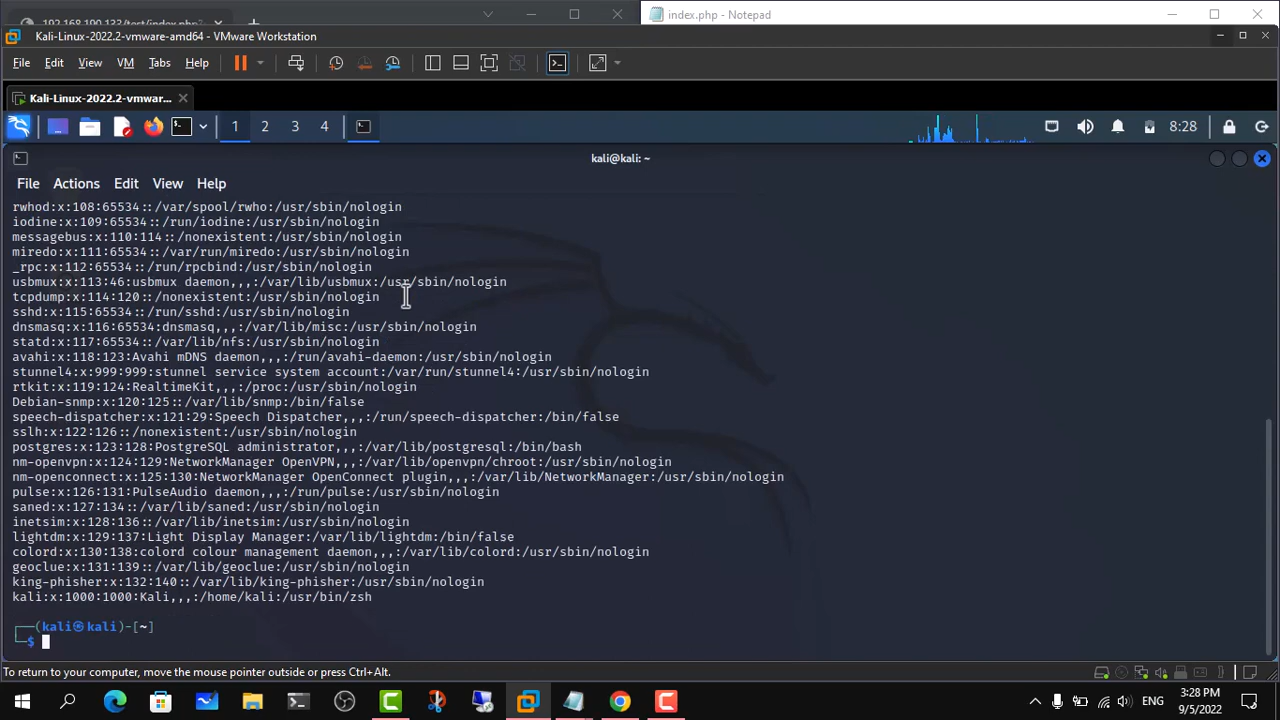 192.168.190.133/test/index.php?
index.php - Notepad
Kali-Linux-2022.2-vmware-amd64 - VMware Workstation
File Edit View VM Tabs Help
Kali-Linux-2022.2-vmwar...
1 2 3 4 8:28
kali@kali: ~
File Actions Edit View Help
rwhod:x:108:65534::/var/spool/rwho:/usr/sbin/nologin
iodine:x:109:65534::/run/iodine:/usr/sbin/nologin
messagebus:x:110:114::/nonexistent:/usr/sbin/nologin
miredo:x:111:65534::/var/run/miredo:/usr/sbin/nologin
_rpc:x:112:65534::/run/rpcbind:/usr/sbin/nologin
usbmux:x:113:46:usbmux daemon,,,:/var/lib/usbmux:/usr/sbin/nologin
tcpdump:x:114:120::/nonexistent:/usr/sbin/nologin
sshd:x:115:65534::/run/sshd:/usr/sbin/nologin
dnsmasq:x:116:65534:dnsmasq,,,:/var/lib/misc:/usr/sbin/nologin
statd:x:117:65534::/var/lib/nfs:/usr/sbin/nologin
avahi:x:118:123:Avahi mDNS daemon,,,:/run/avahi-daemon:/usr/sbin/nologin
stunnel4:x:999:999:stunnel service system account:/var/run/stunnel4:/usr/sbin/nologin
rtkit:x:119:124:RealtimeKit,,,:/proc:/usr/sbin/nologin
Debian-snmp:x:120:125::/var/lib/snmp:/bin/false
speech-dispatcher:x:121:29:Speech Dispatcher,,,:/run/speech-dispatcher:/bin/false
sslh:x:122:126::/nonexistent:/usr/sbin/nologin
postgres:x:123:128:PostgreSQL administrator,,,:/var/lib/postgresql:/bin/bash
nm-openvpn:x:124:129:NetworkManager OpenVPN,,,:/var/lib/openvpn/chroot:/usr/sbin/nologin
nm-openconnect:x:125:130:NetworkManager OpenConnect plugin,,,:/var/lib/NetworkManager:/usr/sbin/nologin
pulse:x:126:131:PulseAudio daemon,,,:/run/pulse:/usr/sbin/nologin
saned:x:127:134::/var/lib/saned:/usr/sbin/nologin
inetsim:x:128:136::/var/lib/inetsim:/usr/sbin/nologin
lightdm:x:129:137:Light Display Manager:/var/lib/lightdm:/bin/false
colord:x:130:138:colord colour management daemon,,,:/var/lib/colord:/usr/sbin/nologin
geoclue:x:131:139::/var/lib/geoclue:/usr/sbin/nologin
king-phisher:x:132:140::/var/lib/king-phisher:/usr/sbin/nologin
kali:x:1000:1000:Kali,,,:/home/kali:/usr/bin/zsh
┌──(kali㉿kali)-[~]
└─$
To return to your computer, move the mouse pointer outside or press Ctrl+Alt.
ENG
3:28 PM
9/5/2022